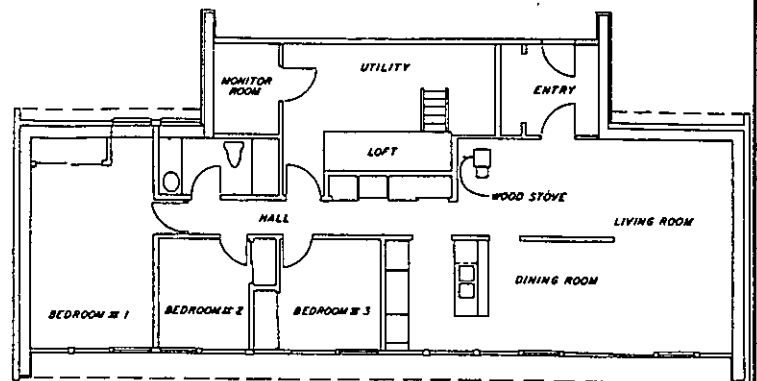 MONITOR
ROOM
UTILITY
ENTRY
LOFT
WOOD STOVE
HALL
LIVING ROOM
DINING ROOM
BEDROOM # 1
BEDROOM # 2
BEDROOM # 3